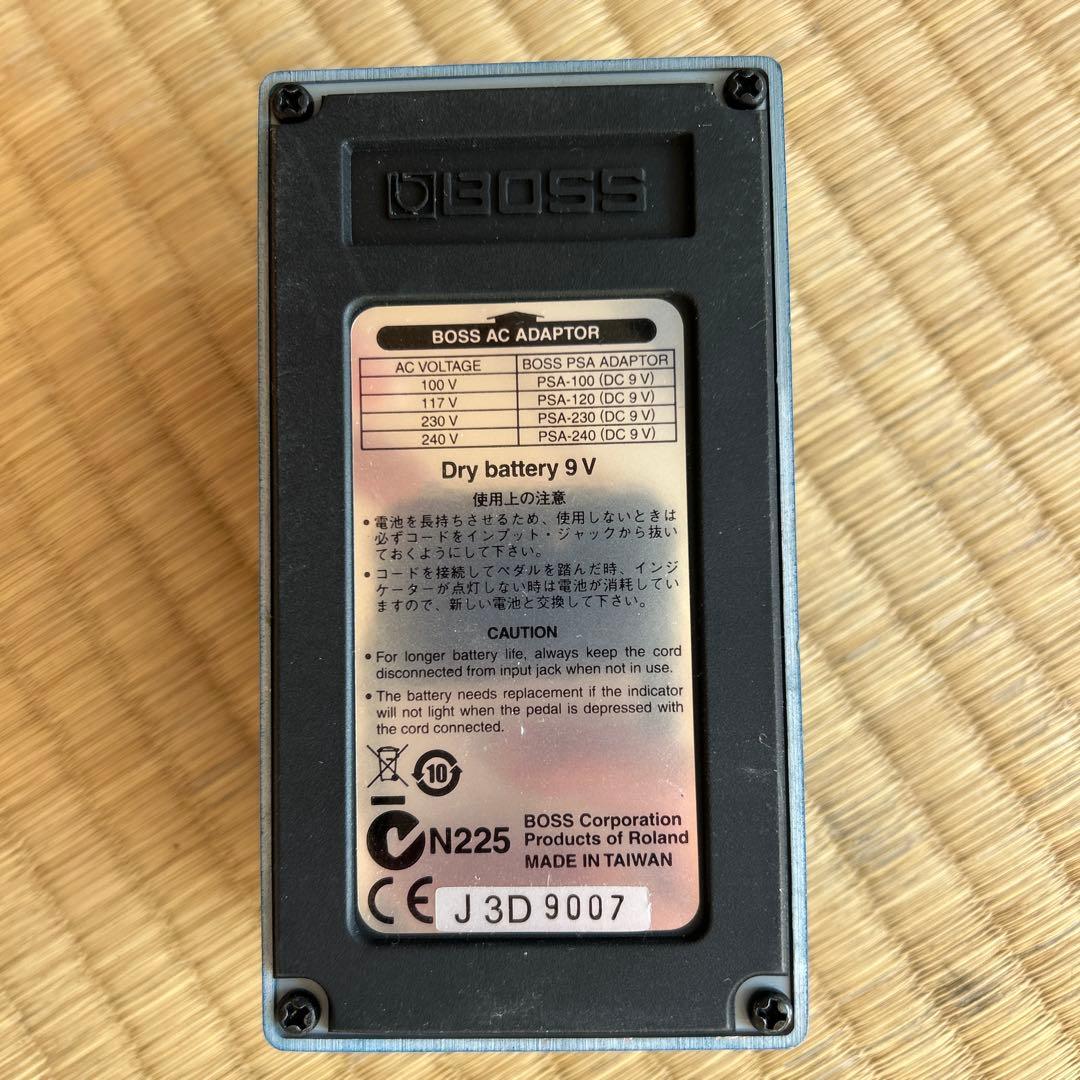 BOSS
BOSS AC ADAPTOR
AC VOLTAGE BOSS PSA ADAPTOR
100 V PSA-100 (DC 9 V)
117 V PSA-120 (DC 9 V)
230 V PSA-230 (DC 9 V)
240 V PSA-240 (DC 9 V)
Dry battery 9 V
使用上の注意
• 電池を長持ちさせるため、使用しないときは
必ずコードをインプット・ジャックから抜い
ておくようにして下さい。
• コードを接続してペダルを踏んだ時、インジ
ケーターが点灯しない時は電池が消耗してい
ますので、新しい電池と交換して下さい。
CAUTION
• For longer battery life, always keep the cord
disconnected from input jack when not in use.
• The battery needs replacement if the indicator
will not light when the pedal is depressed with
the cord connected.
10
N225
BOSS Corporation
Products of Roland
MADE IN TAIWAN
CE
J 3D 9007